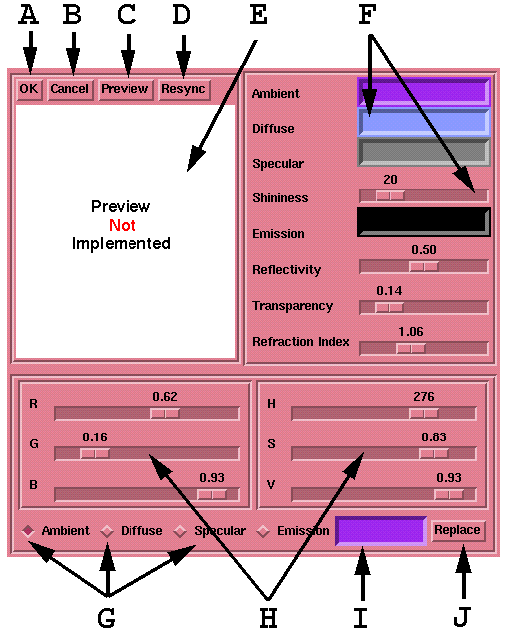 A B C D E F
OK Cancel Preview Resync
Preview
Not
Implemented
Ambient
Diffuse
Specular
20
Shininess
Emission
0.50
Reflectivity
0.14
Transparency
1.06
Refraction Index
0.62
R
0.16
G
0.93
B
276
H
0.83
S
0.93
V
Ambient Diffuse Specular Emission Replace
G H I J